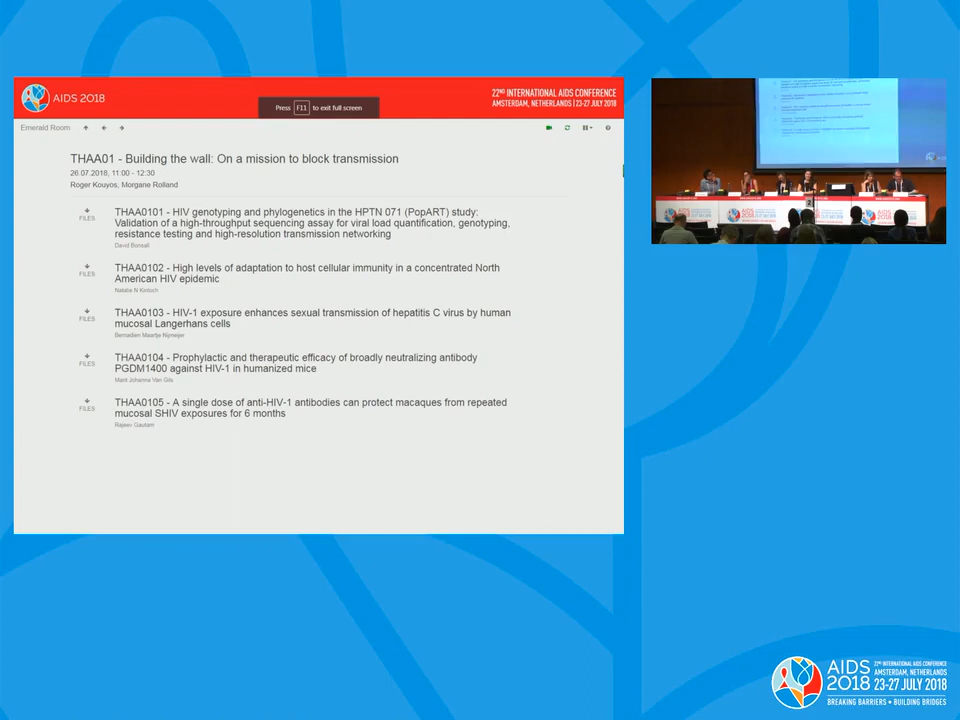 AIDS 2018
22ND INTERNATIONAL AIDS CONFERENCE
AMSTERDAM, NETHERLANDS | 23-27 JULY 2018
Press F11 to exit full screen
Emerald Room
THAA01 - Building the wall: On a mission to block transmission
26.07.2018, 11:00 - 12:30
Roger Kouyos, Morgane Rolland
FILES
THAA0101 - HIV genotyping and phylogenetics in the HPTN 071 (PopART) study:
Validation of a high-throughput sequencing assay for viral load quantification, genotyping,
resistance testing and high-resolution transmission networking
David Bonsall
FILES
THAA0102 - High levels of adaptation to host cellular immunity in a concentrated North
American HIV epidemic
Natalie N Kinloch
FILES
THAA0103 - HIV-1 exposure enhances sexual transmission of hepatitis C virus by human
mucosal Langerhans cells
Bernadien Maartje Nijmeijer
FILES
THAA0104 - Prophylactic and therapeutic efficacy of broadly neutralizing antibody
PGDM1400 against HIV-1 in humanized mice
Marit Johanna Van Gils
FILES
THAA0105 - A single dose of anti-HIV-1 antibodies can protect macaques from repeated
mucosal SHIV exposures for 6 months
Rajeev Gautam
AIDS 2018
22ND INTERNATIONAL AIDS CONFERENCE
AMSTERDAM, NETHERLANDS
23-27 JULY 2018
BREAKING BARRIERS • BUILDING BRIDGES